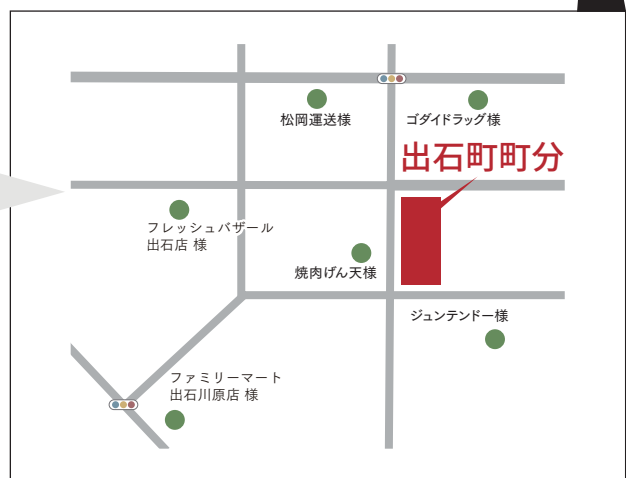 松岡運送様
ゴダイドラッグ様
出石町町分
フレッシュバザール
出石店 様
焼肉げん天様
ジュンテンドー様
ファミリーマート
出石川原店 様